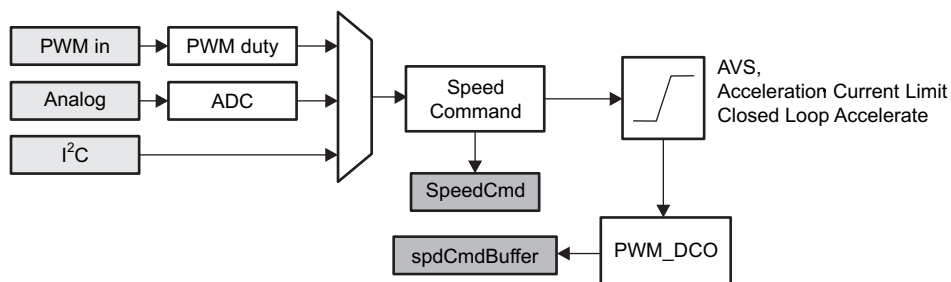 PWM in
PWM duty
Analog
ADC
I²C
Speed
Command
SpeedCmd
AVS,
Acceleration Current Limit
Closed Loop Accelerate
PWM_DCO
spdCmdBuffer